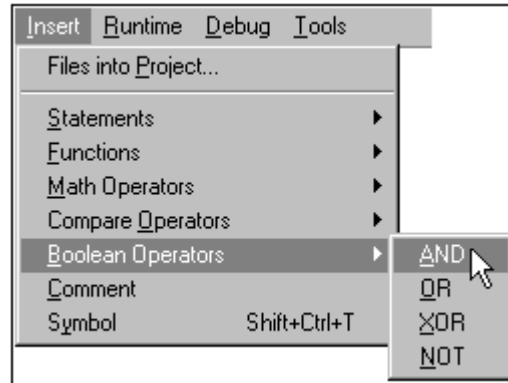 Insert Runtime Debug Tools
Files into Project...
Statements
Functions
Math Operators
Compare Operators
Boolean Operators
Comment
Symbol Shift+Ctrl+T
AND
OR
XOR
NOT